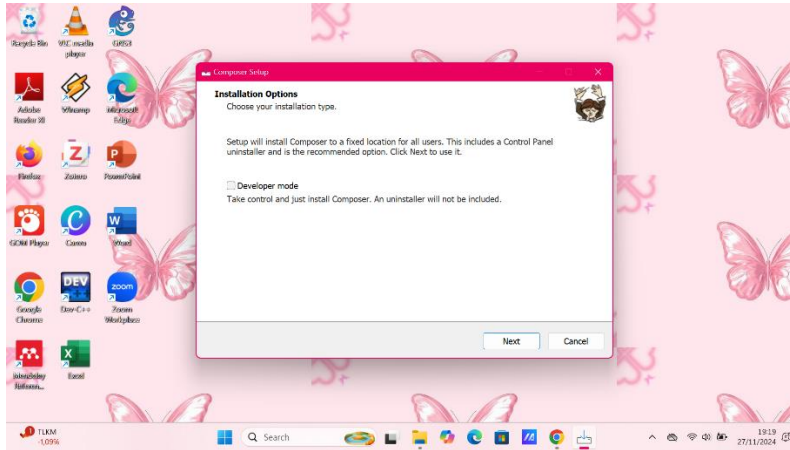 Recycle Bin
VLC media
player
Adobe
Reader XI
Winamp
Microsoft
Edge
Firefox
Zotero
PowerPoint
GOM Player
Canva
Word
Google
Chrome
Dev-C++
Zoom
Workplace
Excel
DEV
zoom
Composer Setup
Installation Options
Choose your installation type.
Setup will install Composer to a fixed location for all users. This includes a Control Panel
uninstaller and is the recommended option. Click Next to use it.
Developer mode
Take control and just install Composer. An uninstaller will not be included.
Next
Cancel
TLKM
-1,09%
Search
19:19
27/11/2024